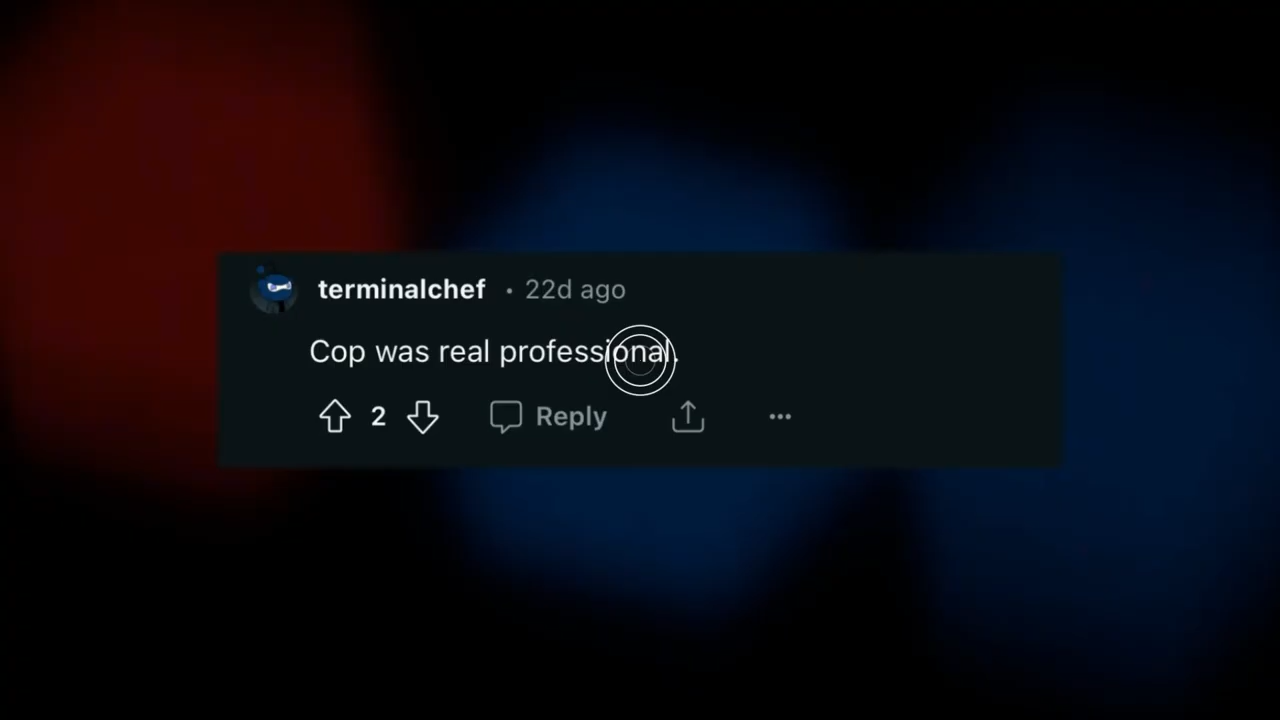 terminalchef • 22d ago
Cop was real professional.
2 Reply